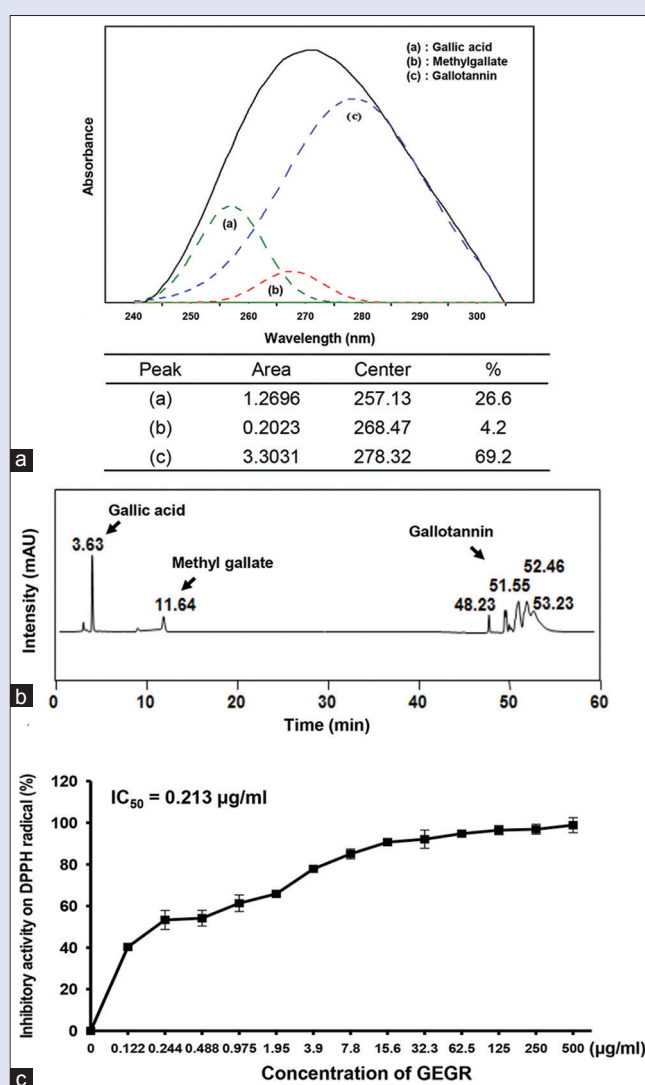 (a) : Gallic acid
(b) : Methylgallate
(c) : Gallotannin
Absorbance
(a)
(b)
(c)
240 250 260 270 280 290 300
Wavelength (nm)
Peak Area Center %
(a) 1.2696 257.13 26.6
(b) 0.2023 268.47 4.2
(c) 3.3031 278.32 69.2
a
Intensity (mAU)
Gallic acid
3.63
Methyl gallate
11.64
Gallotannin
48.23
51.55
52.46
53.23
0 10 20 30 40 50 60
Time (min)
b
Inhibitory activity on DPPH radical (%)
IC50 = 0.213 µg/ml
120
100
80
60
40
20
0
0 0.122 0.244 0.488 0.975 1.95 3.9 7.8 15.6 32.3 62.5 125 250 500 (µg/ml)
Concentration of GEGR
c